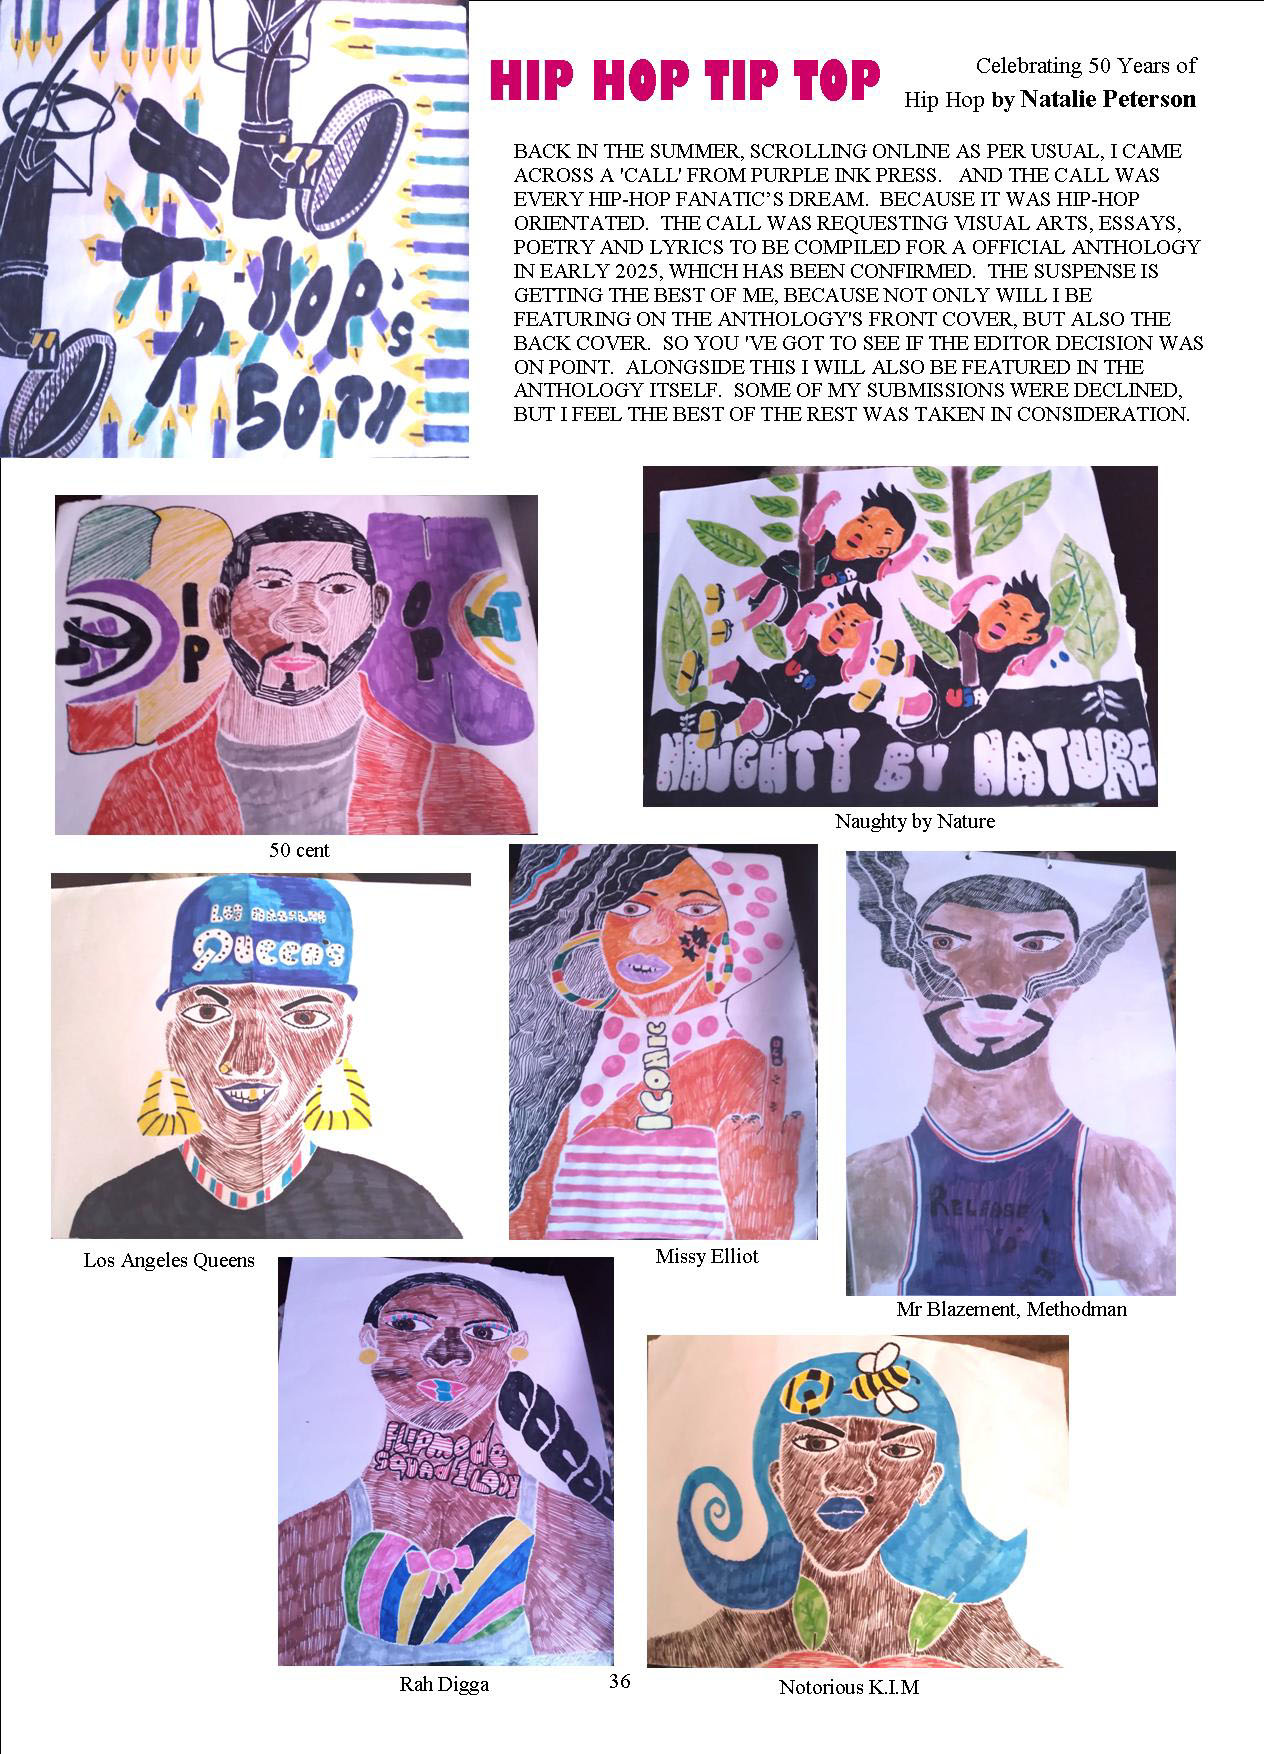 HIP HOP'S
50TH
HIP HOP TIP TOP
Celebrating 50 Years of
Hip Hop by Natalie Peterson
BACK IN THE SUMMER, SCROLLING ONLINE AS PER USUAL, I CAME
ACROSS A 'CALL' FROM PURPLE INK PRESS. AND THE CALL WAS
EVERY HIP-HOP FANATIC’S DREAM. BECAUSE IT WAS HIP-HOP
ORIENTATED. THE CALL WAS REQUESTING VISUAL ARTS, ESSAYS,
POETRY AND LYRICS TO BE COMPILED FOR A OFFICIAL ANTHOLOGY
IN EARLY 2025, WHICH HAS BEEN CONFIRMED. THE SUSPENSE IS
GETTING THE BEST OF ME, BECAUSE NOT ONLY WILL I BE
FEATURING ON THE ANTHOLOGY'S FRONT COVER, BUT ALSO THE
BACK COVER. SO YOU 'VE GOT TO SEE IF THE EDITOR DECISION WAS
ON POINT. ALONGSIDE THIS I WILL ALSO BE FEATURED IN THE
ANTHOLOGY ITSELF. SOME OF MY SUBMISSIONS WERE DECLINED,
BUT I FEEL THE BEST OF THE REST WAS TAKEN IN CONSIDERATION.
HIP HOP
50 cent
USA
USA
USA
NAUGHTY BY NATURE
Naughty by Nature
LOS ANGELES
QUEEN'S
Los Angeles Queens
ICONIC
Missy Elliot
RELEASE
YO
Mr Blazement, Methodman
FLIPMODE
SQUAD 1 LADY
Rah Digga
36
Notorious K.I.M